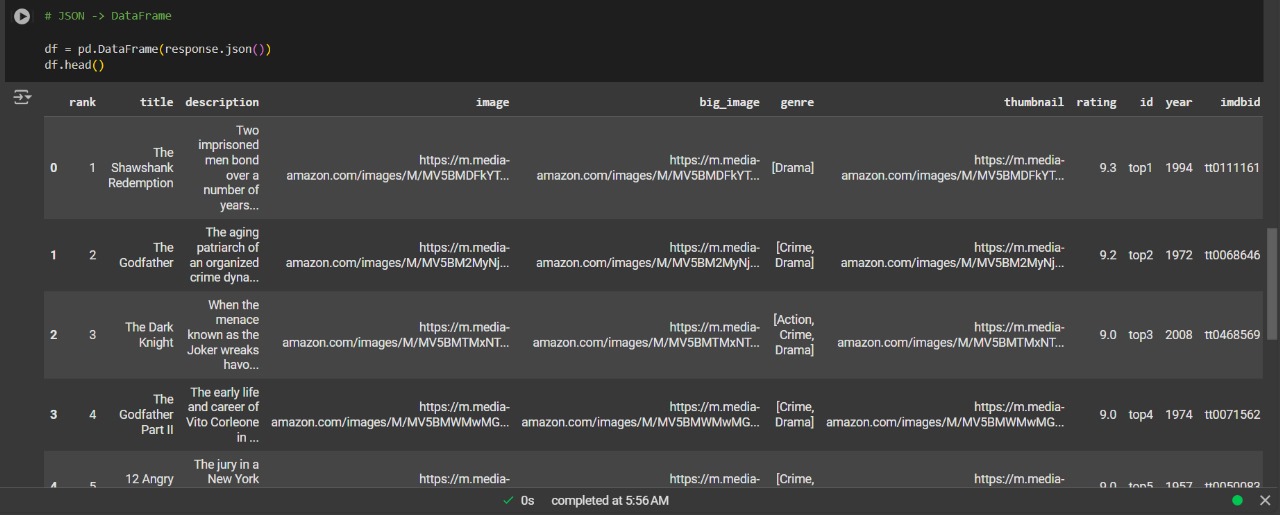 # JSON -> DataFrame
df = pd.DataFrame(response.json())
df.head()
rank title description image big_image genre thumbnail rating id year imdbid
0 1 The Shawshank Redemption Two imprisoned men bond over a number of years... https://m.media-amazon.com/images/M/MV5BMDFkYT... https://m.media-amazon.com/images/M/MV5BMDFkYT... [Drama] https://m.media-amazon.com/images/M/MV5BMDFkYT... 9.3 top1 1994 tt0111161
1 2 The Godfather The aging patriarch of an organized crime dyna... https://m.media-amazon.com/images/M/MV5BM2MyNj... https://m.media-amazon.com/images/M/MV5BM2MyNj... [Crime, Drama] https://m.media-amazon.com/images/M/MV5BM2MyNj... 9.2 top2 1972 tt0068646
2 3 The Dark Knight When the menace known as the Joker wreaks havo... https://m.media-amazon.com/images/M/MV5BMTMxNT... https://m.media-amazon.com/images/M/MV5BMTMxNT... [Action, Crime, Drama] https://m.media-amazon.com/images/M/MV5BMTMxNT... 9.0 top3 2008 tt0468569
3 4 The Godfather Part II The early life and career of Vito Corleone in ... https://m.media-amazon.com/images/M/MV5BMWMwMG... https://m.media-amazon.com/images/M/MV5BMWMwMG... [Crime, Drama] https://m.media-amazon.com/images/M/MV5BMWMwMG... 9.0 top4 1974 tt0071562
4 5 12 Angry The jury in a New York https://m.media- https://m.media- [Crime, https://m.media- 9.0 top5 1957 tt0050083
0s completed at 5:56 AM